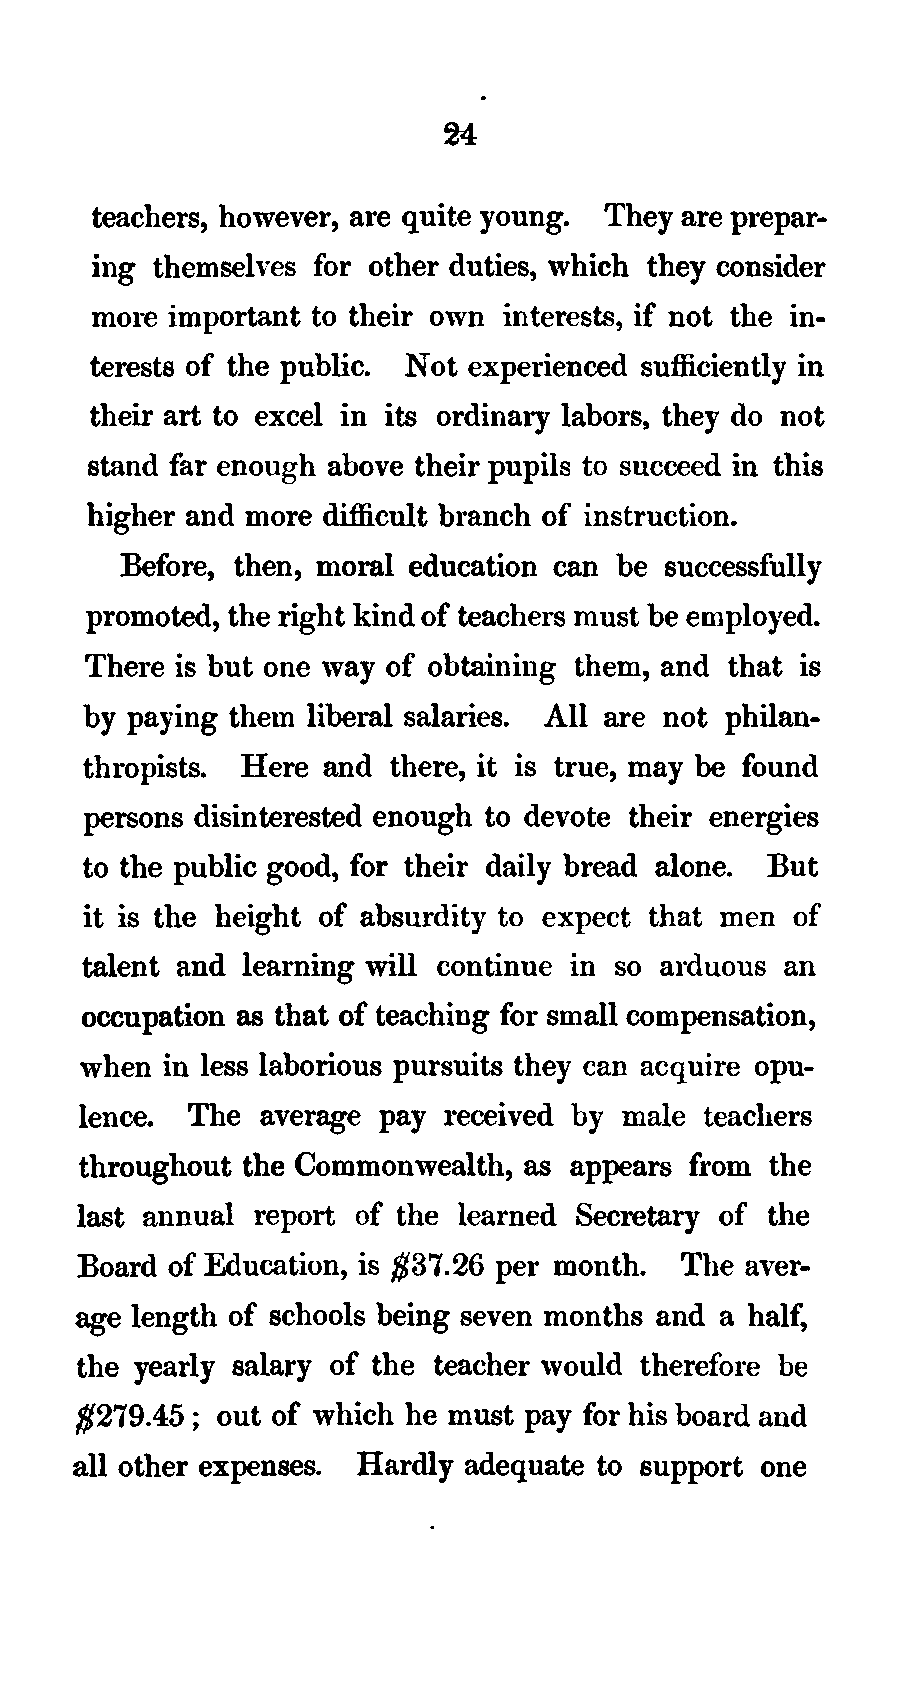 24
teachers, however, are quite young. They are prepar-
ing themselves for other duties, which they consider
more important to their own interests, if not the in-
terests of the public. Not experienced sufficiently in
their art to excel in its ordinary labors, they do not
stand far enough above their pupils to succeed in this
higher and more difficult branch of instruction.
Before, then, moral education can be successfully
promoted, the right kind of teachers must be employed.
There is but one way of obtaining them, and that is
by paying them liberal salaries. All are not philan-
thropists. Here and there, it is true, may be found
persons disinterested enough to devote their energies
to the public good, for their daily bread alone. But
it is the height of absurdity to expect that men of
talent and learning will continue in so arduous an
occupation as that of teaching for small compensation,
when in less laborious pursuits they can acquire opu-
lence. The average pay received by male teachers
throughout the Commonwealth, as appears from the
last annual report of the learned Secretary of the
Board of Education, is $37.26 per month. The aver-
age length of schools being seven months and a half,
the yearly salary of the teacher would therefore be
$279.45 ; out of which he must pay for his board and
all other expenses. Hardly adequate to support one